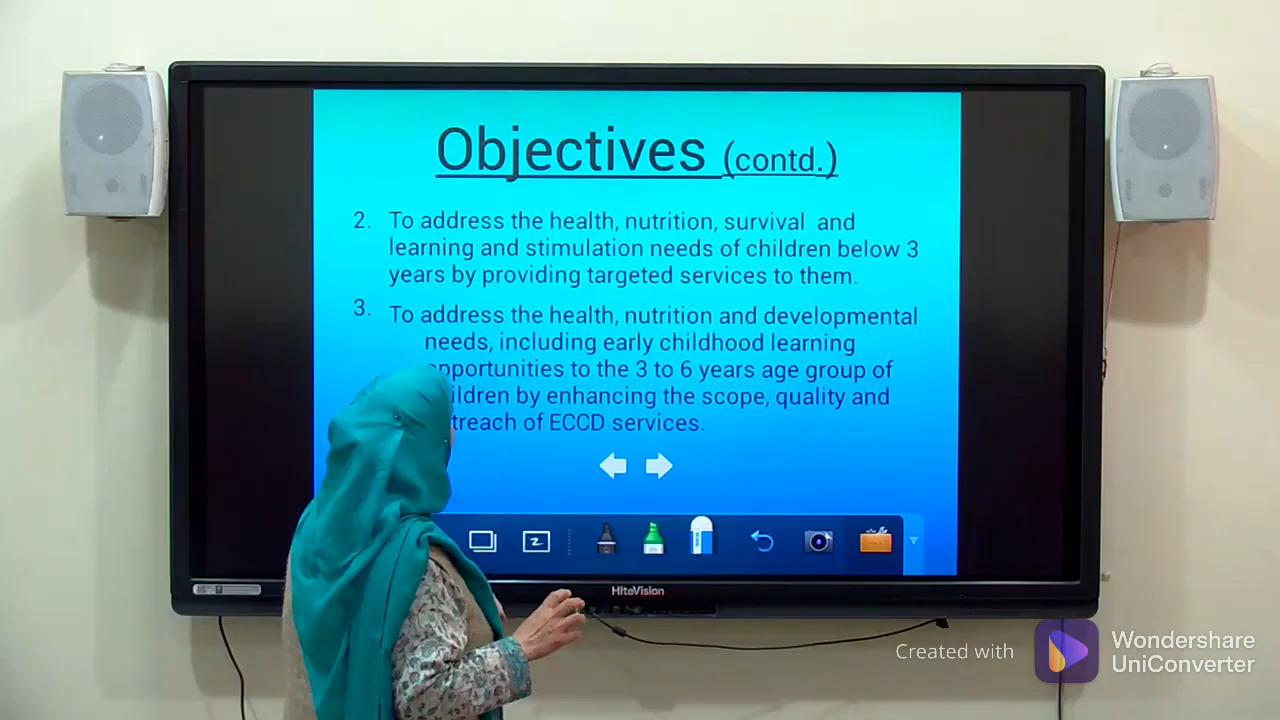 Objectives (contd.)
2. To address the health, nutrition, survival and
learning and stimulation needs of children below 3
years by providing targeted services to them.
3. To address the health, nutrition and developmental
needs, including early childhood learning
to the 3 to 6 years age group of
by enhancing the scope, quality and
of ECCD services.
HiteVision
Created with
Wondershare
UniConverter